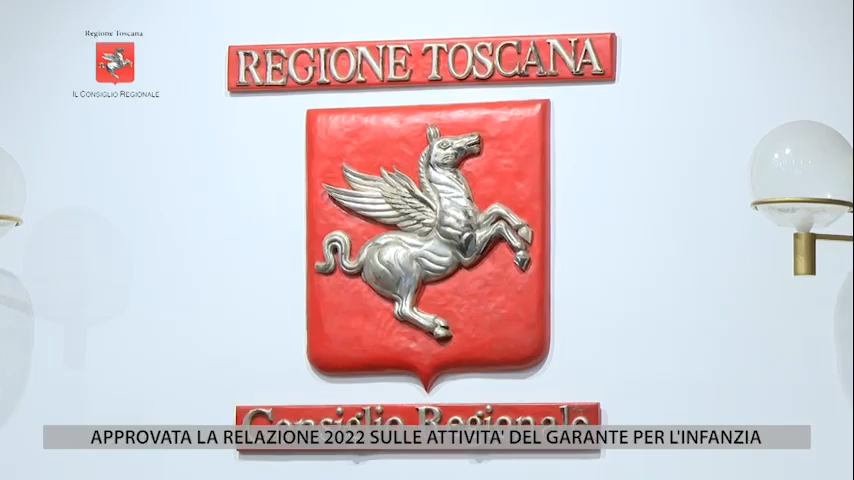 Regione Toscana
IL CONSIGLIO REGIONALE
REGIONE TOSCANA
Consiglio Regionale
APPROVATA LA RELAZIONE 2022 SULLE ATTIVITA' DEL GARANTE PER L'INFANZIA